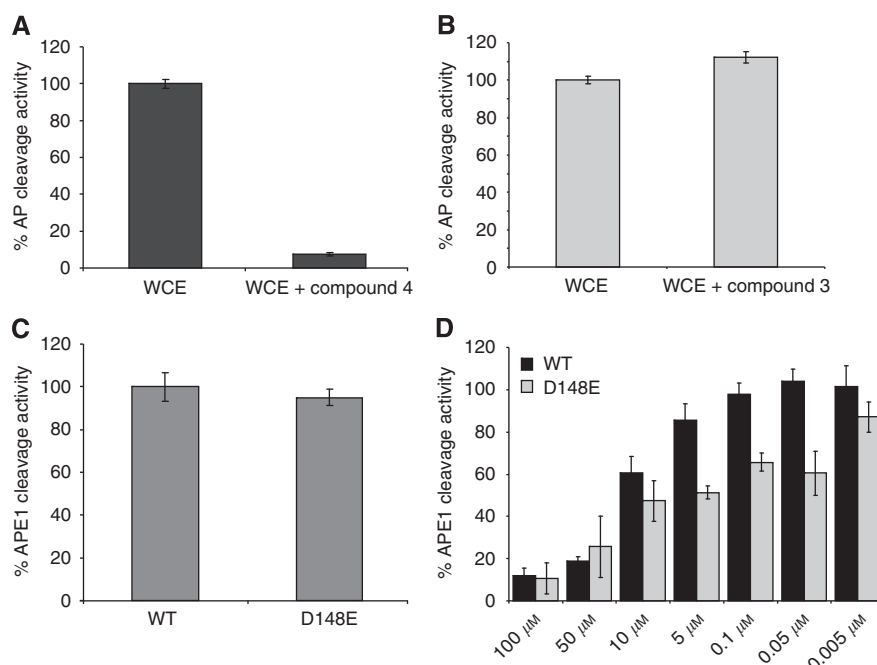 A
120
100
80
60
40
20
0
% AP cleavage activity
WCE
WCE + compound 4
B
120
100
80
60
40
20
0
% AP cleavage activity
WCE
WCE + compound 3
C
120
100
80
60
40
20
0
% APE1 cleavage activity
WT
D148E
D
120
100
80
60
40
20
0
% APE1 cleavage activity
WT
D148E
100 μM
50 μM
10 μM
5 μM
0.1 μM
0.05 μM
0.005 μM